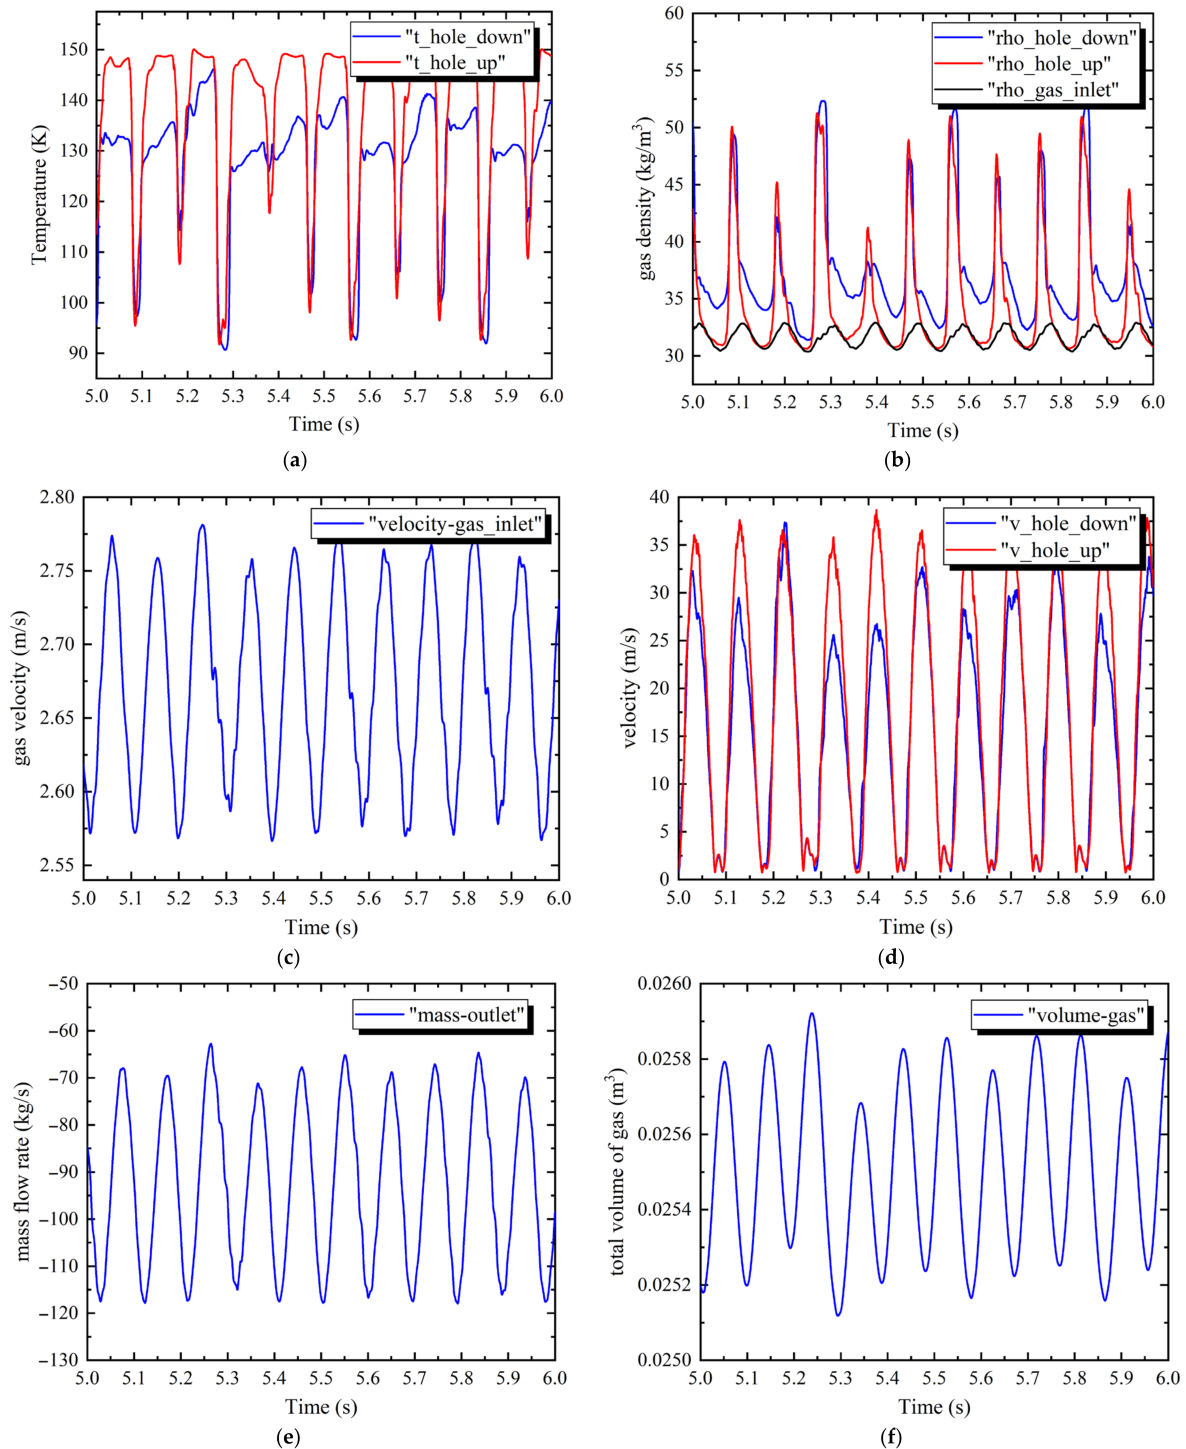 150
140
130
120
110
100
90
Temperature (K)
"t_hole_down"
"t_hole_up"
5.0 5.1 5.2 5.3 5.4 5.5 5.6 5.7 5.8 5.9 6.0
Time (s)
(a)
60
55
50
45
40
35
30
gas density (kg/m³)
"rho_hole_down"
"rho_hole_up"
"rho_gas_inlet"
5.0 5.1 5.2 5.3 5.4 5.5 5.6 5.7 5.8 5.9 6.0
Time (s)
(b)
2.80
2.75
2.70
2.65
2.60
2.55
gas velocity (m/s)
"velocity-gas_inlet"
5.0 5.1 5.2 5.3 5.4 5.5 5.6 5.7 5.8 5.9 6.0
Time (s)
(c)
40
35
30
25
20
15
10
5
0
velocity (m/s)
"v_hole_down"
"v_hole_up"
5.0 5.1 5.2 5.3 5.4 5.5 5.6 5.7 5.8 5.9 6.0
Time (s)
(d)
−50
−60
−70
−80
−90
−100
−110
−120
−130
mass flow rate (kg/s)
"mass-outlet"
5.0 5.1 5.2 5.3 5.4 5.5 5.6 5.7 5.8 5.9 6.0
Time (s)
(e)
0.0260
0.0258
0.0256
0.0254
0.0252
0.0250
total volume of gas (m³)
"volume-gas"
5.0 5.1 5.2 5.3 5.4 5.5 5.6 5.7 5.8 5.9 6.0
Time (s)
(f)